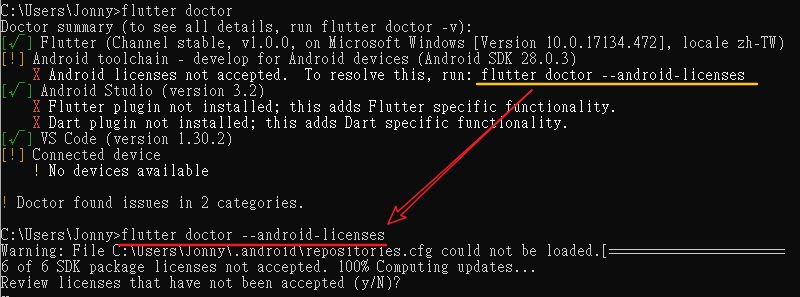 C:\Users\Jonny>flutter doctor
Doctor summary (to see all details, run flutter doctor -v):
[√] Flutter (Channel stable, v1.0.0, on Microsoft Windows [Version 10.0.17134.472], locale zh-TW)
[!] Android toolchain - develop for Android devices (Android SDK 28.0.3)
X Android licenses not accepted.  To resolve this, run: flutter doctor --android-licenses
[√] Android Studio (version 3.2)
X Flutter plugin not installed; this adds Flutter specific functionality.
X Dart plugin not installed; this adds Dart specific functionality.
[√] VS Code (version 1.30.2)
[!] Connected device
! No devices available
! Doctor found issues in 2 categories.
C:\Users\Jonny>flutter doctor --android-licenses
Warning: File C:\Users\Jonny\.android\repositories.cfg could not be loaded.[=======================
6 of 6 SDK package licenses not accepted. 100% Computing updates...
Review licenses that have not been accepted (y/N)?